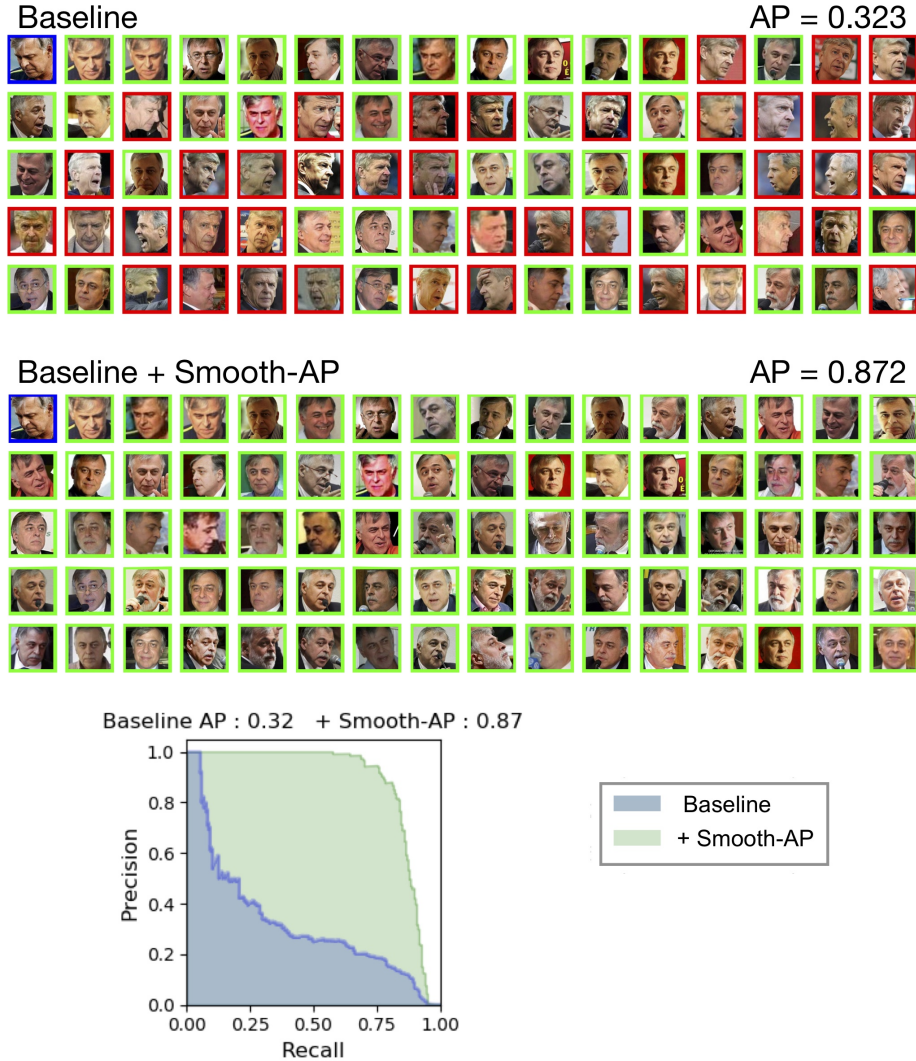 Baseline AP = 0.323
Baseline + Smooth-AP AP = 0.872
Baseline AP : 0.32 + Smooth-AP : 0.87
1.0
0.8
0.6
0.4
0.2
0.0
Precision
0.00 0.25 0.50 0.75 1.00
Recall
Baseline
+ Smooth-AP